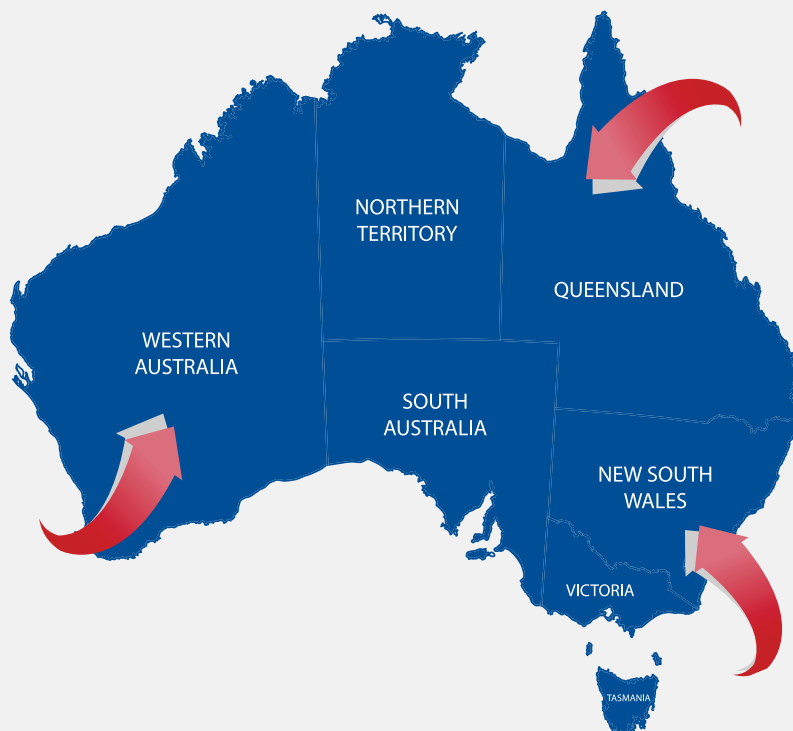 NORTHERN
TERRITORY
QUEENSLAND
WESTERN
AUSTRALIA
SOUTH
AUSTRALIA
NEW SOUTH
WALES
VICTORIA
TASMANIA